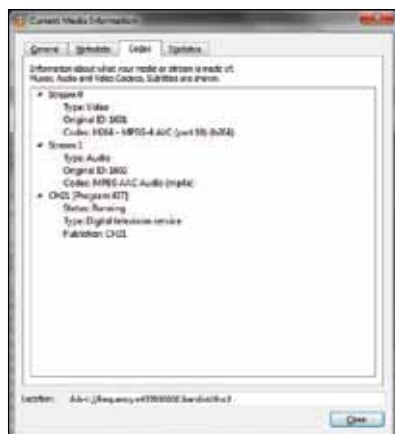 Current Media Information
General Metadata Codec Statistics
Information about what your media or stream is made of.
Muxer, Audio and Video Codecs, Subtitles are shown.
Stream 0
Type: Video
Original ID: 1601
Codec: H264 - MPEG-4 AVC (part 10) (h264)
Stream 1
Type: Audio
Original ID: 1602
Codec: MPEG AAC Audio (mp4a)
CH21 [Program 437]
Status: Running
Type: Digital television service
Publisher: CH21
Location:
Close